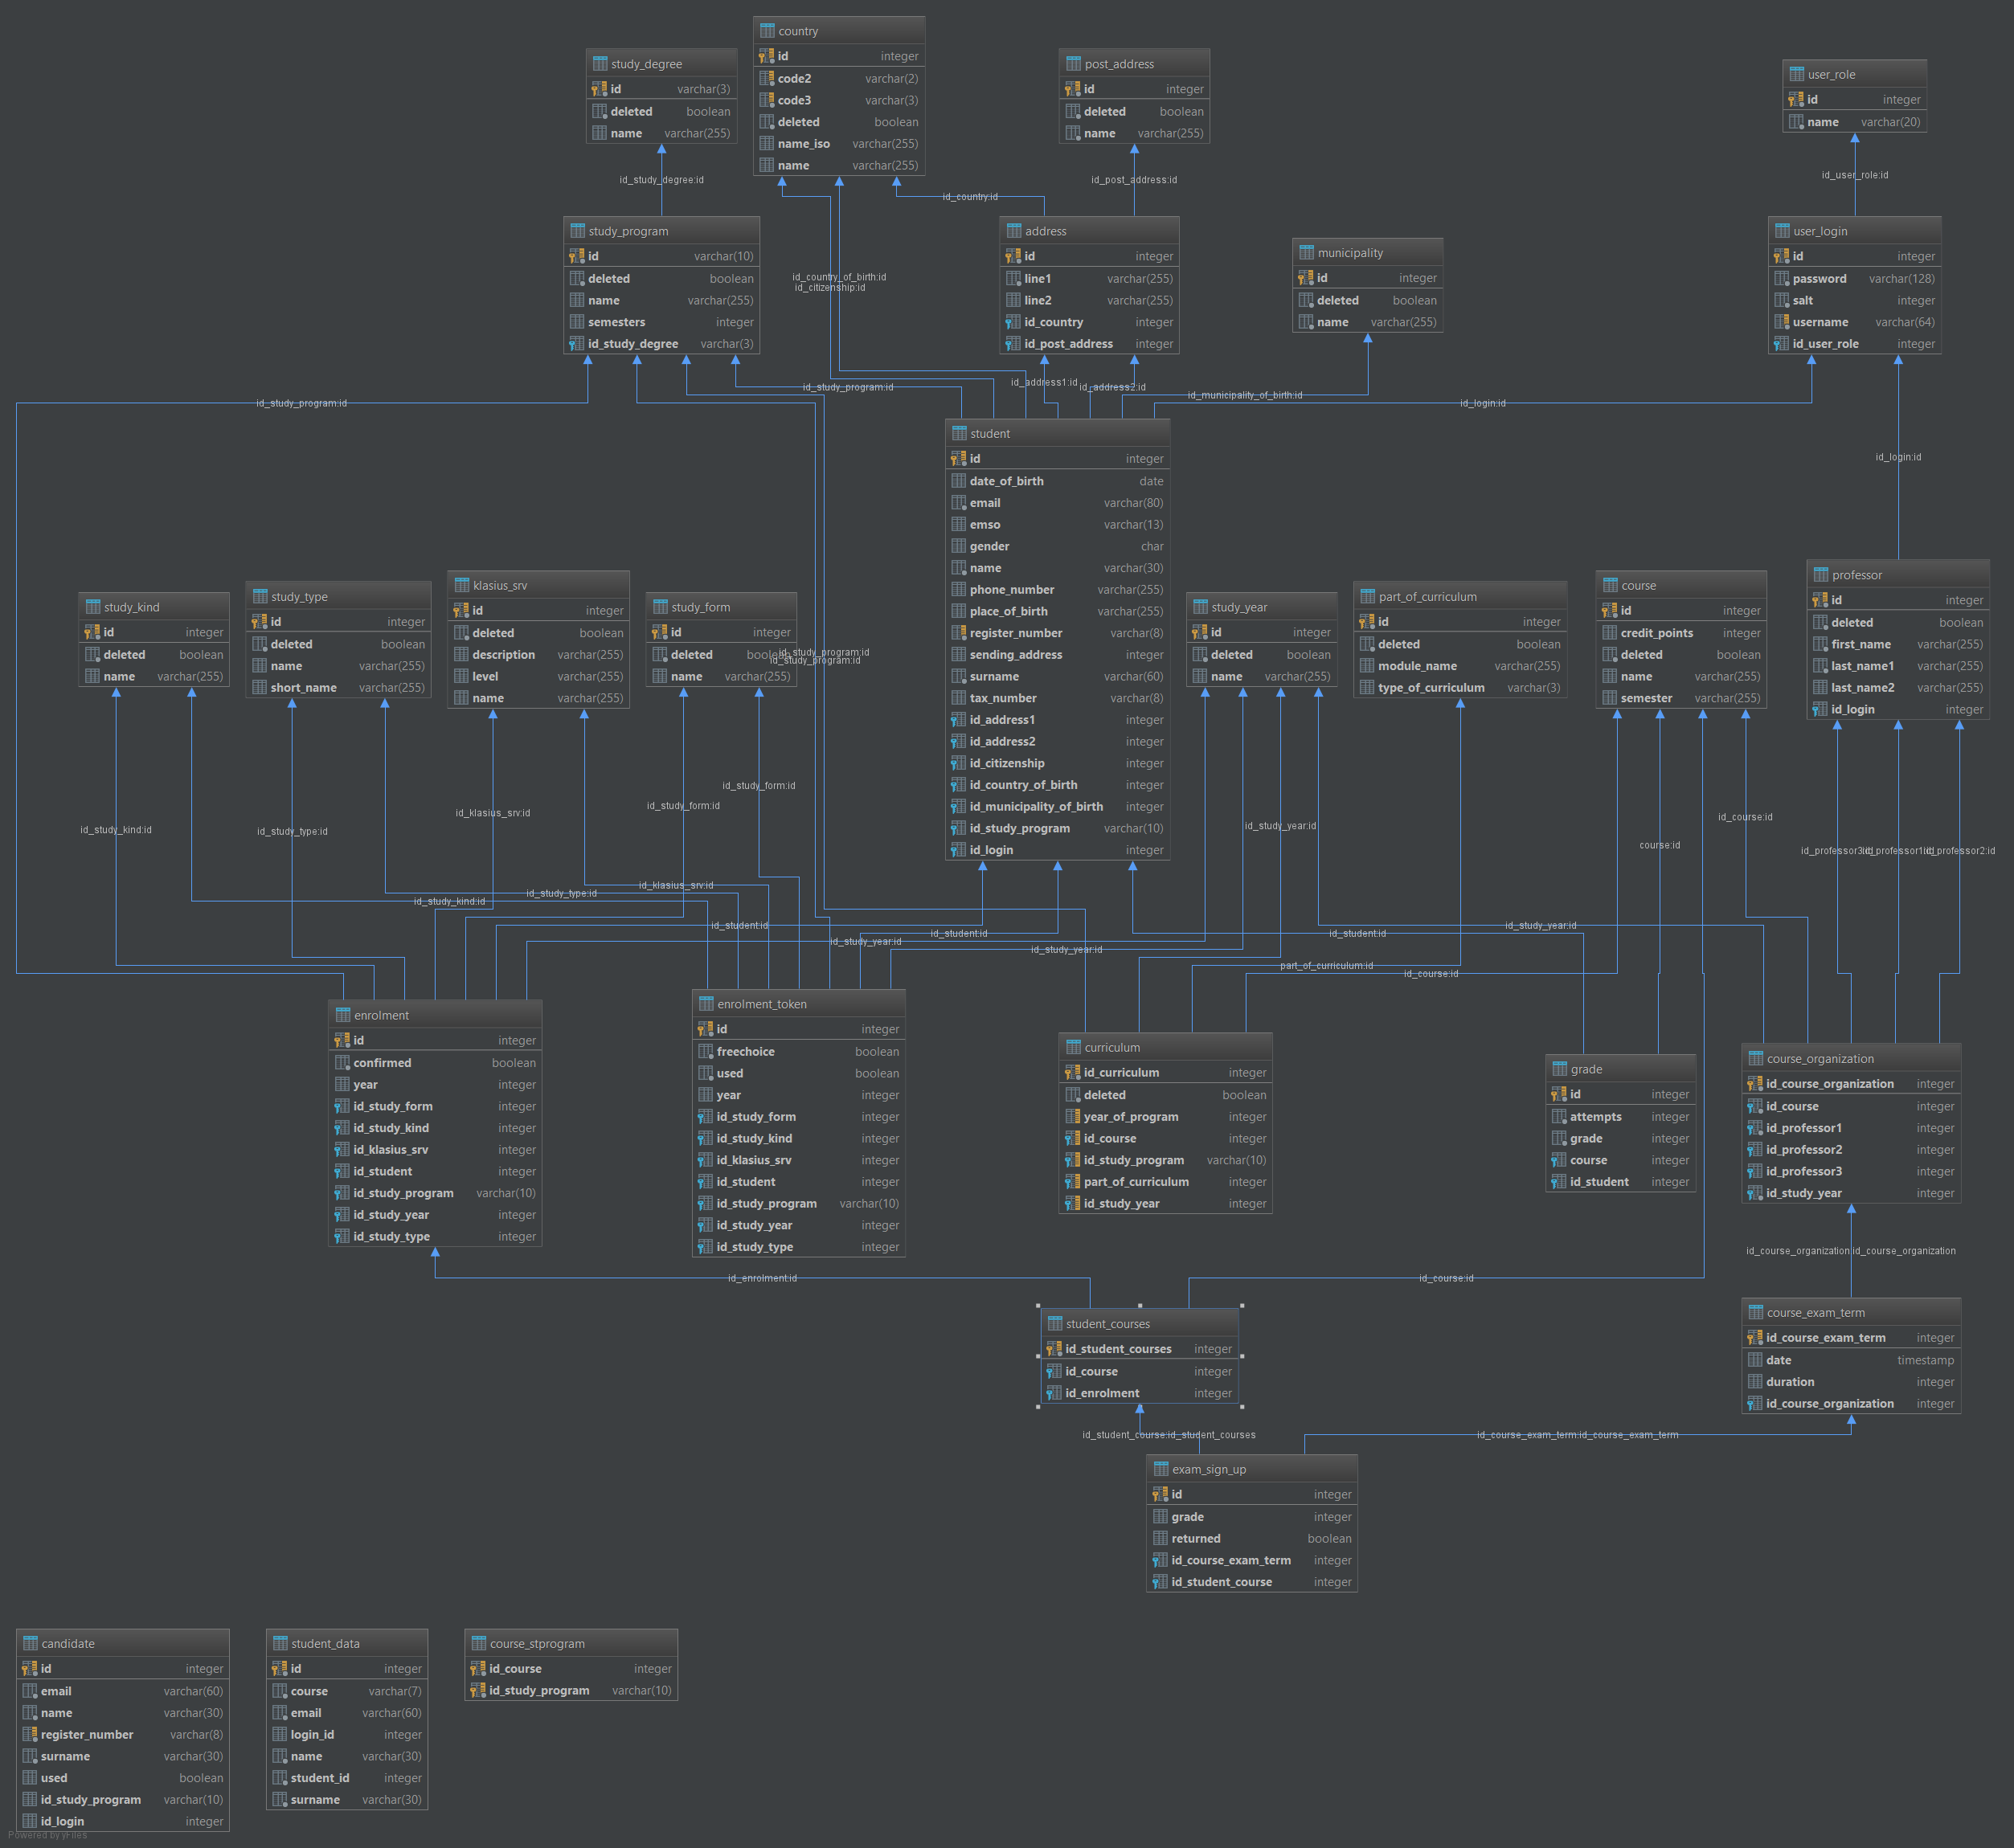 country
id integer
code2 varchar(2)
code3 varchar(3)
deleted boolean
name_iso varchar(255)
name varchar(255)
study_degree
id varchar(3)
deleted boolean
name varchar(255)
post_address
id integer
deleted boolean
name varchar(255)
user_role
id integer
name varchar(20)
id_study_degree:id
id_country:id
id_post_address:id
id_user_role:id
study_program
id varchar(10)
deleted boolean
name varchar(255)
semesters integer
id_study_degree varchar(3)
id_country_of_birth:id
id_citizenship:id
address
id integer
line1 varchar(255)
line2 varchar(255)
id_country integer
id_post_address integer
municipality
id integer
deleted boolean
name varchar(255)
user_login
id integer
password varchar(128)
salt integer
username varchar(64)
id_user_role integer
id_study_program:id
id_study_program:id
id_address1:id
id_address2:id
id_municipality_of_birth:id
id_login:id
id_login:id
student
id integer
date_of_birth date
email varchar(80)
emso varchar(13)
gender char
name varchar(30)
phone_number varchar(255)
place_of_birth varchar(255)
register_number varchar(8)
sending_address integer
surname varchar(60)
tax_number varchar(8)
id_address1 integer
id_address2 integer
id_citizenship integer
id_country_of_birth integer
id_municipality_of_birth integer
id_study_program varchar(10)
id_login integer
study_kind
id integer
deleted boolean
name varchar(255)
study_type
id integer
deleted boolean
name varchar(255)
short_name varchar(255)
klasius_srv
id integer
deleted boolean
description varchar(255)
level varchar(255)
name varchar(255)
study_form
id integer
deleted boolean
name varchar(255)
id_study_program:id
id_study_program:id
study_year
id integer
deleted boolean
name varchar(255)
part_of_curriculum
id integer
deleted boolean
module_name varchar(255)
type_of_curriculum varchar(3)
course
id integer
credit_points integer
deleted boolean
name varchar(255)
semester varchar(255)
professor
id integer
deleted boolean
first_name varchar(255)
last_name1 varchar(255)
last_name2 varchar(255)
id_login integer
id_study_kind:id
id_study_type:id
id_klasius_srv:id
id_study_form:id
id_study_form:id
id_study_year:id
course:id
id_course:id
id_professor3:id
id_professor1:id
id_professor2:id
id_study_kind:id
id_study_type:id
id_klasius_srv:id
id_student:id
id_study_year:id
id_student:id
id_study_year:id
part_of_curriculum:id
id_student:id
id_course:id
id_study_year:id
enrolment
id integer
confirmed boolean
year integer
id_study_form integer
id_study_kind integer
id_klasius_srv integer
id_student integer
id_study_program varchar(10)
id_study_year integer
id_study_type integer
enrolment_token
id integer
freechoice boolean
used boolean
year integer
id_study_form integer
id_study_kind integer
id_klasius_srv integer
id_student integer
id_study_program varchar(10)
id_study_year integer
id_study_type integer
curriculum
id_curriculum integer
deleted boolean
year_of_program integer
id_course integer
id_study_program varchar(10)
part_of_curriculum integer
id_study_year integer
grade
id integer
attempts integer
grade integer
course integer
id_student integer
course_organization
id_course_organization integer
id_course integer
id_professor1 integer
id_professor2 integer
id_professor3 integer
id_study_year integer
id_course_organization:id_course_organization
id_enrolment:id
id_course:id
student_courses
id_student_courses integer
id_course integer
id_enrolment integer
course_exam_term
id_course_exam_term integer
date timestamp
duration integer
id_course_organization integer
id_student_course:id_student_courses
id_course_exam_term:id_course_exam_term
exam_sign_up
id integer
grade integer
returned boolean
id_course_exam_term integer
id_student_course integer
candidate
id integer
email varchar(60)
name varchar(30)
register_number varchar(8)
surname varchar(30)
used boolean
id_study_program varchar(10)
id_login integer
student_data
id integer
course varchar(7)
email varchar(60)
login_id integer
name varchar(30)
student_id integer
surname varchar(30)
course_stprogram
id_course integer
id_study_program varchar(10)
Powered by yFiles